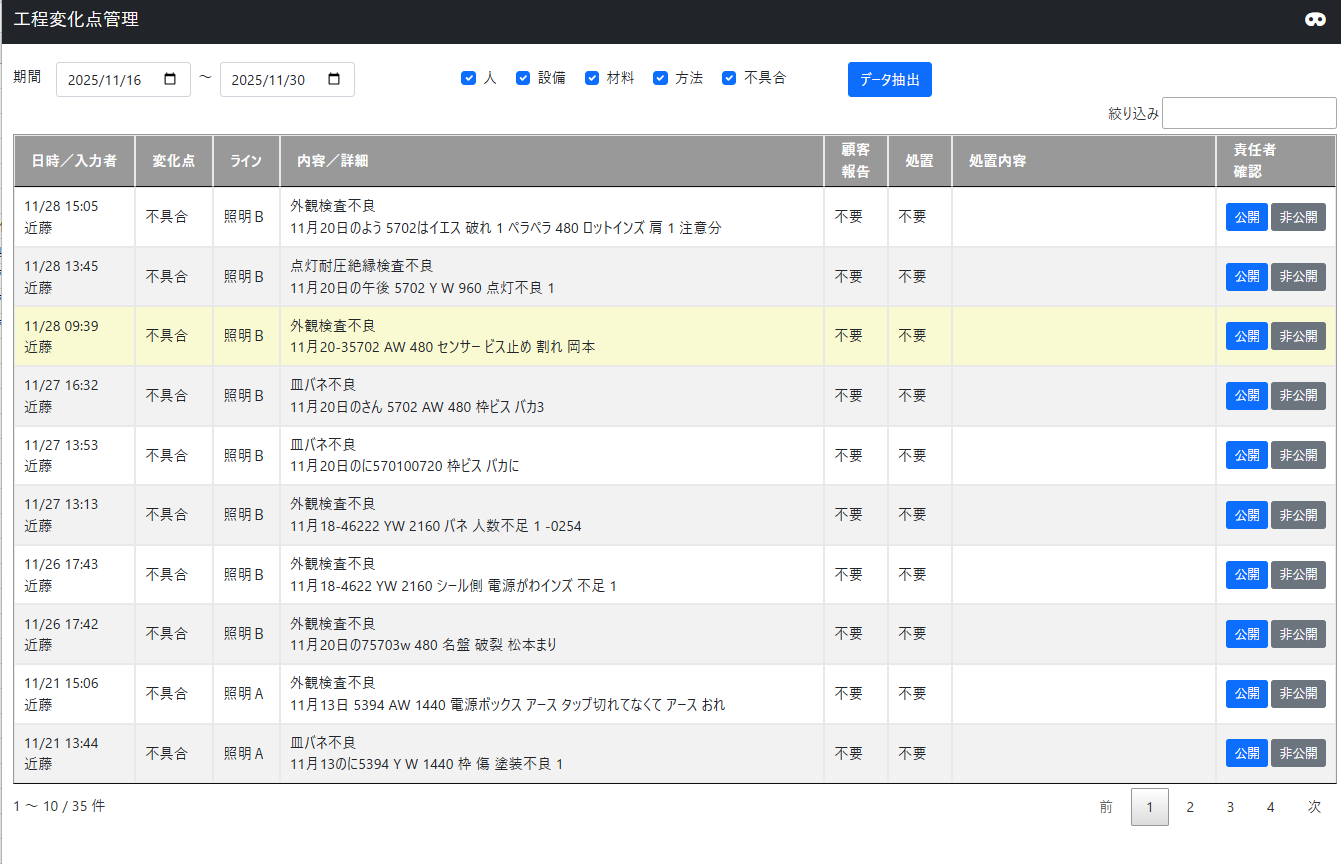 工程変化点管理
期間 2025/11/16 ～ 2025/11/30 人 設備 材料 方法 不具合 データ抽出
絞り込み
日時／入力者 変化点 ライン 内容／詳細 顧客報告 処置 処置内容 責任者確認
11/28 15:05 近藤 不具合 照明Ｂ 外観検査不良 不要 不要 公開 非公開
11月20日のよう 5702はイエス 破れ 1 ペラペラ 480 ロットインズ 肩 1 注意分
11/28 13:45 近藤 不具合 照明Ｂ 点灯耐圧絶縁検査不良 不要 不要 公開 非公開
11月20日の午後 5702 Y W 960 点灯不良 1
11/28 09:39 近藤 不具合 照明Ｂ 外観検査不良 不要 不要 公開 非公開
11月20-35702 AW 480 センサー ビス止め 割れ 岡本
11/27 16:32 近藤 不具合 照明Ｂ 皿バネ不良 不要 不要 公開 非公開
11月20日のさん 5702 AW 480 枠ビス バカ3
11/27 13:53 近藤 不具合 照明Ｂ 皿バネ不良 不要 不要 公開 非公開
11月20日のに570100720 枠ビス バカに
11/27 13:13 近藤 不具合 照明Ｂ 外観検査不良 不要 不要 公開 非公開
11月18-46222 YW 2160 バネ 人数不足 1 -0254
11/26 17:43 近藤 不具合 照明Ｂ 外観検査不良 不要 不要 公開 非公開
11月18-4622 YW 2160 シール側 電源がわインズ 不足 1
11/26 17:42 近藤 不具合 照明Ｂ 外観検査不良 不要 不要 公開 非公開
11月20日の75703w 480 名盤 破裂 松本まり
11/21 15:06 近藤 不具合 照明Ａ 外観検査不良 不要 不要 公開 非公開
11月13日 5394 AW 1440 電源ボックス アース タップ切れてなくて アース おれ
11/21 13:44 近藤 不具合 照明Ａ 皿バネ不良 不要 不要 公開 非公開
11月13のに5394 Y W 1440 枠 傷 塗装不良 1
1 ～ 10 / 35 件 前 1 2 3 4 次